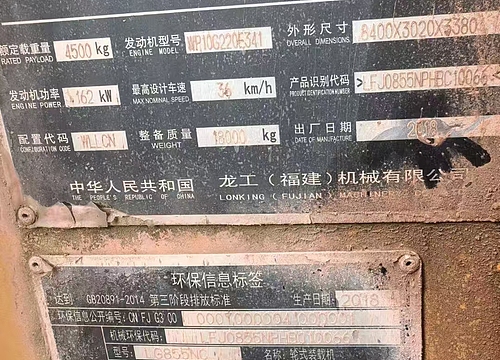 额定载重量 4500 kg 发动机型号 WP10G220E341 外形尺寸 8400X3020X3380
RATED PAYLOAD ENGINE MODEL OVERALL DIMENSIONS
发动机功率 162 kW 最高设计车速 36 km/h 产品识别代码
ENGINE POWER MAX NOMINAL SPEED PRODUCT IDENTIFICATION NUMBER
配置代码 WLLCN 整备质量 18000 kg 出厂日期 2018
CONFIGURATION CODE WEIGHT DATE
中华人民共和国 龙工（福建）机械有限公司
THE PEOPLE'S REPUBLIC OF CHINA LONKING (FUJIAN) MACHINERY
环保信息标签
达到 GB20891-2014 第三阶段排放标准 生产日期 2018
环保信息公开编号: CN FJ G3 00
机械环保代码:
型号: LG855N 名称: 轮式装载机